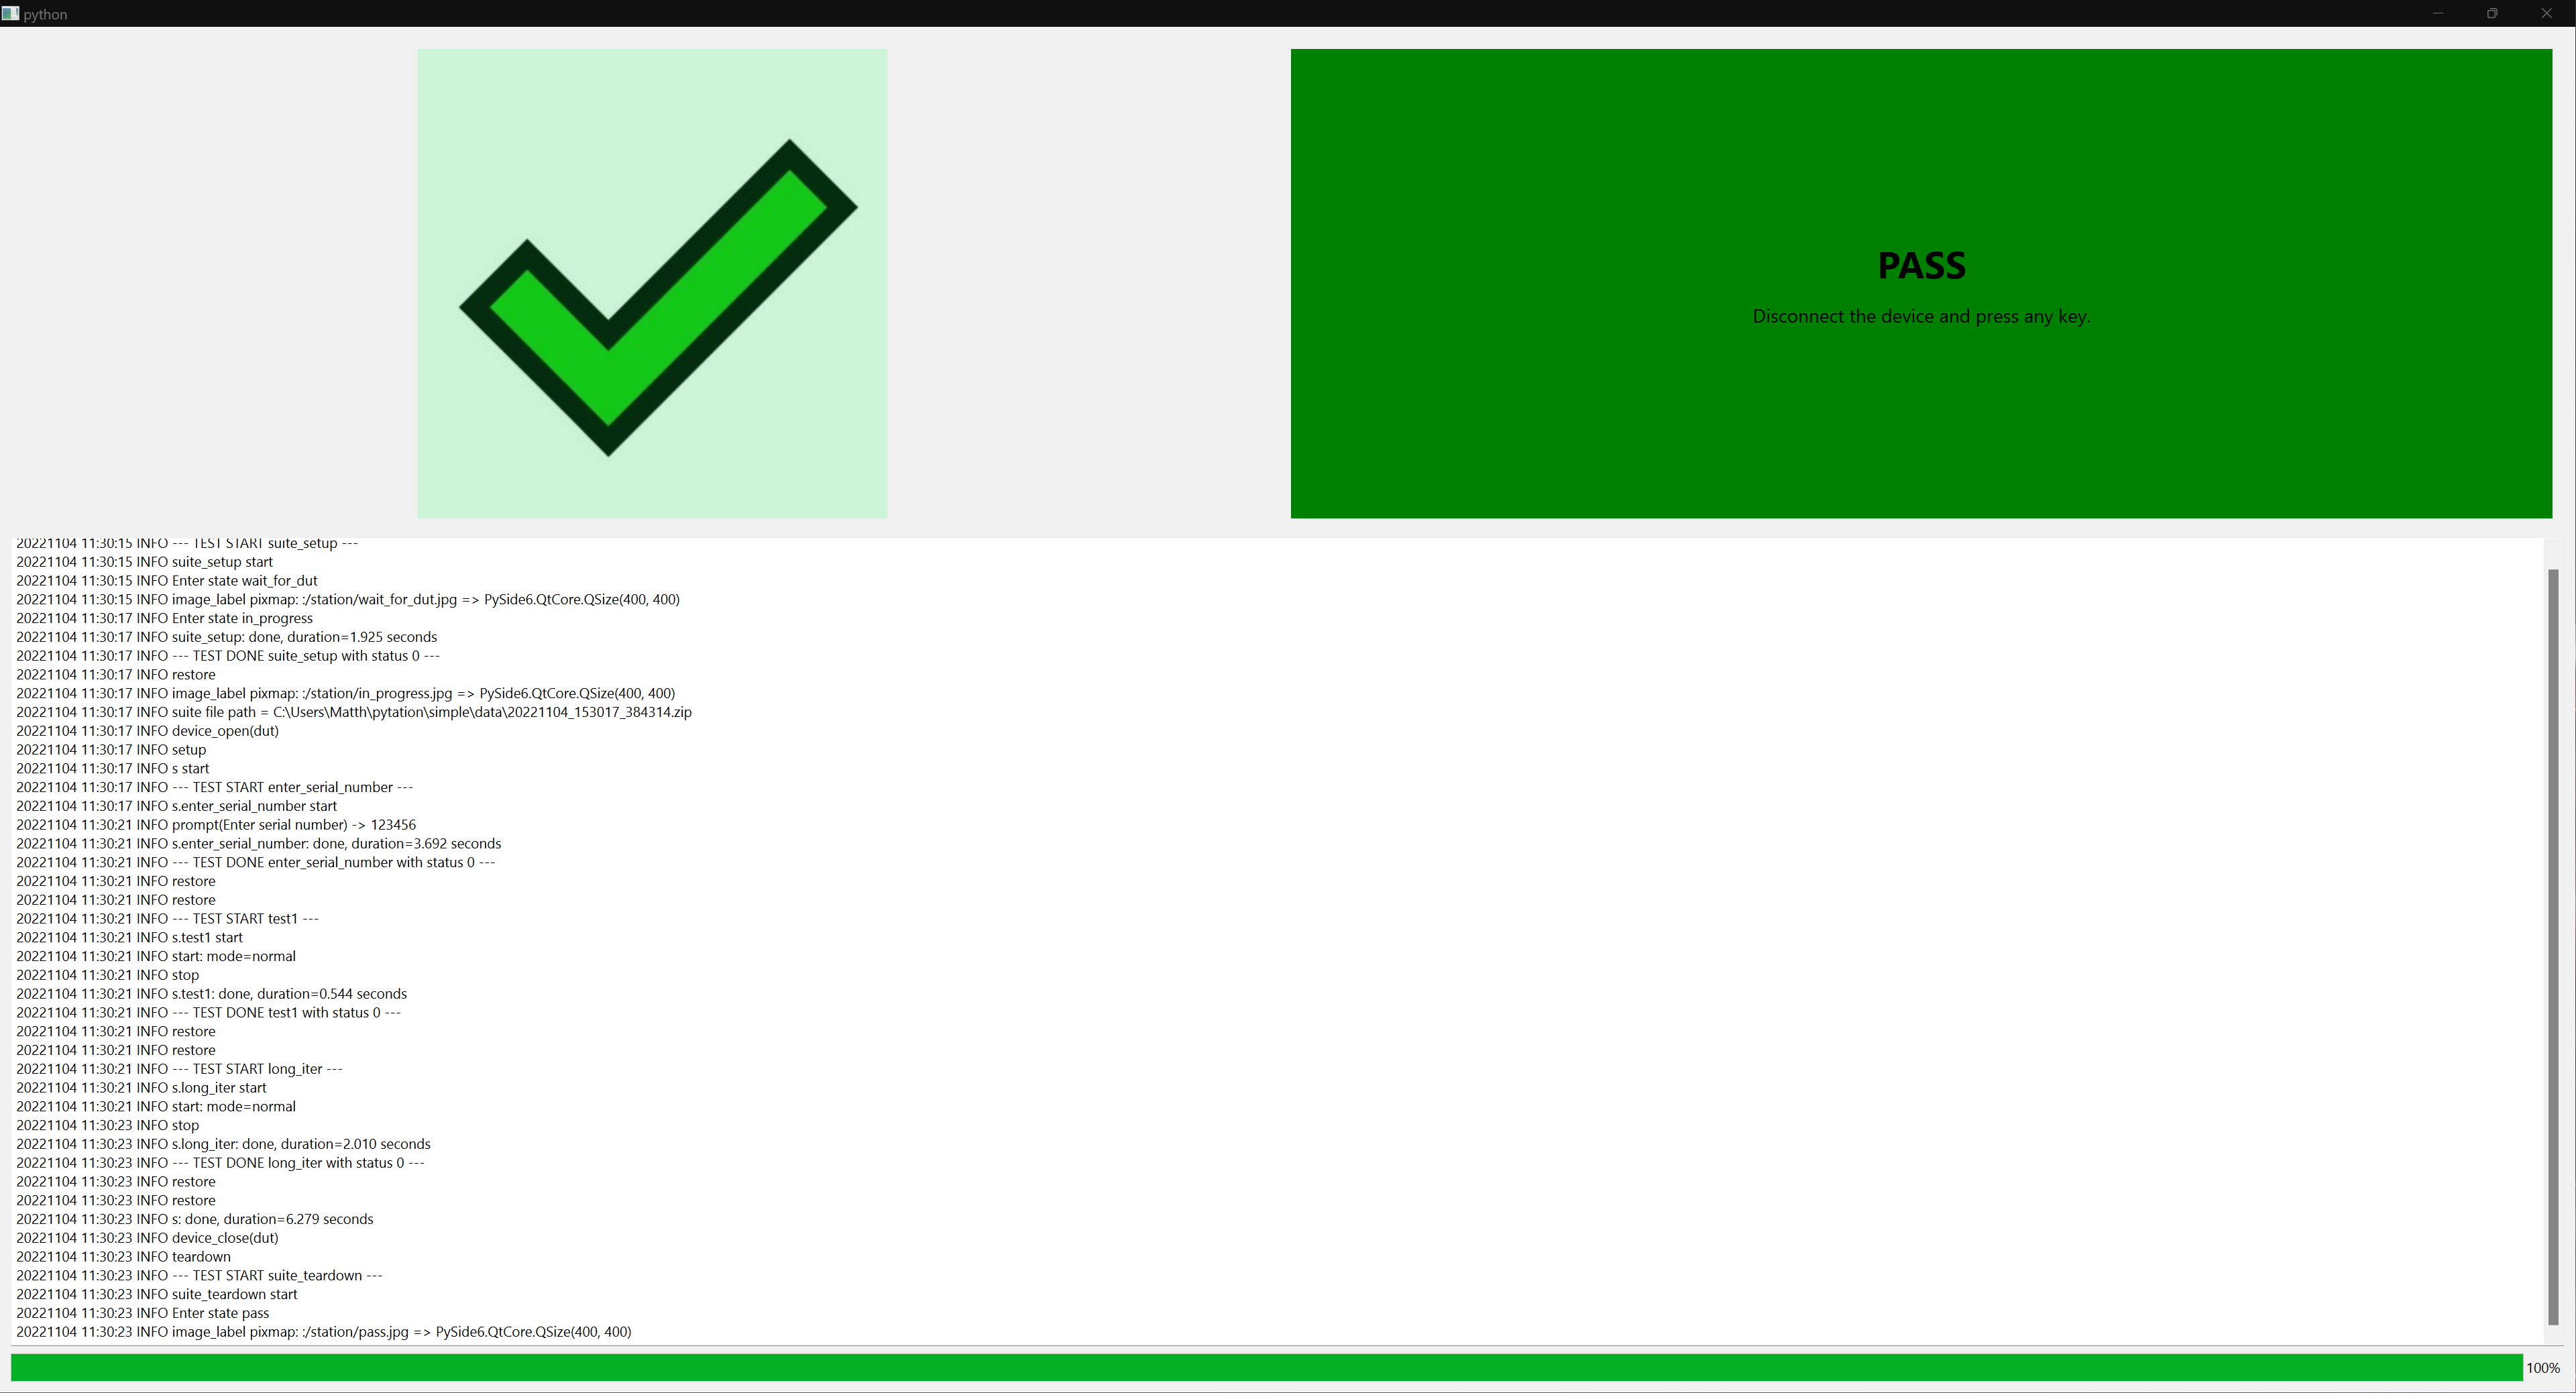 python
PASS
Disconnect the device and press any key.
20221104 11:30:15 INFO --- TEST START suite_setup ---
20221104 11:30:15 INFO suite_setup start
20221104 11:30:15 INFO Enter state wait_for_dut
20221104 11:30:15 INFO image_label pixmap: :/station/wait_for_dut.jpg => PySide6.QtCore.QSize(400, 400)
20221104 11:30:17 INFO Enter state in_progress
20221104 11:30:17 INFO suite_setup: done, duration=1.925 seconds
20221104 11:30:17 INFO --- TEST DONE suite_setup with status 0 ---
20221104 11:30:17 INFO restore
20221104 11:30:17 INFO image_label pixmap: :/station/in_progress.jpg => PySide6.QtCore.QSize(400, 400)
20221104 11:30:17 INFO suite file path = C:\Users\Matth\pytation\simple\data\20221104_153017_384314.zip
20221104 11:30:17 INFO device_open(dut)
20221104 11:30:17 INFO setup
20221104 11:30:17 INFO s start
20221104 11:30:17 INFO --- TEST START enter_serial_number ---
20221104 11:30:17 INFO s.enter_serial_number start
20221104 11:30:21 INFO prompt(Enter serial number) -> 123456
20221104 11:30:21 INFO s.enter_serial_number: done, duration=3.692 seconds
20221104 11:30:21 INFO --- TEST DONE enter_serial_number with status 0 ---
20221104 11:30:21 INFO restore
20221104 11:30:21 INFO restore
20221104 11:30:21 INFO --- TEST START test1 ---
20221104 11:30:21 INFO s.test1 start
20221104 11:30:21 INFO start: mode=normal
20221104 11:30:21 INFO stop
20221104 11:30:21 INFO s.test1: done, duration=0.544 seconds
20221104 11:30:21 INFO --- TEST DONE test1 with status 0 ---
20221104 11:30:21 INFO restore
20221104 11:30:21 INFO restore
20221104 11:30:21 INFO --- TEST START long_iter ---
20221104 11:30:21 INFO s.long_iter start
20221104 11:30:21 INFO start: mode=normal
20221104 11:30:23 INFO stop
20221104 11:30:23 INFO s.long_iter: done, duration=2.010 seconds
20221104 11:30:23 INFO --- TEST DONE long_iter with status 0 ---
20221104 11:30:23 INFO restore
20221104 11:30:23 INFO restore
20221104 11:30:23 INFO s: done, duration=6.279 seconds
20221104 11:30:23 INFO device_close(dut)
20221104 11:30:23 INFO teardown
20221104 11:30:23 INFO --- TEST START suite_teardown ---
20221104 11:30:23 INFO suite_teardown start
20221104 11:30:23 INFO Enter state pass
20221104 11:30:23 INFO image_label pixmap: :/station/pass.jpg => PySide6.QtCore.QSize(400, 400)
100%